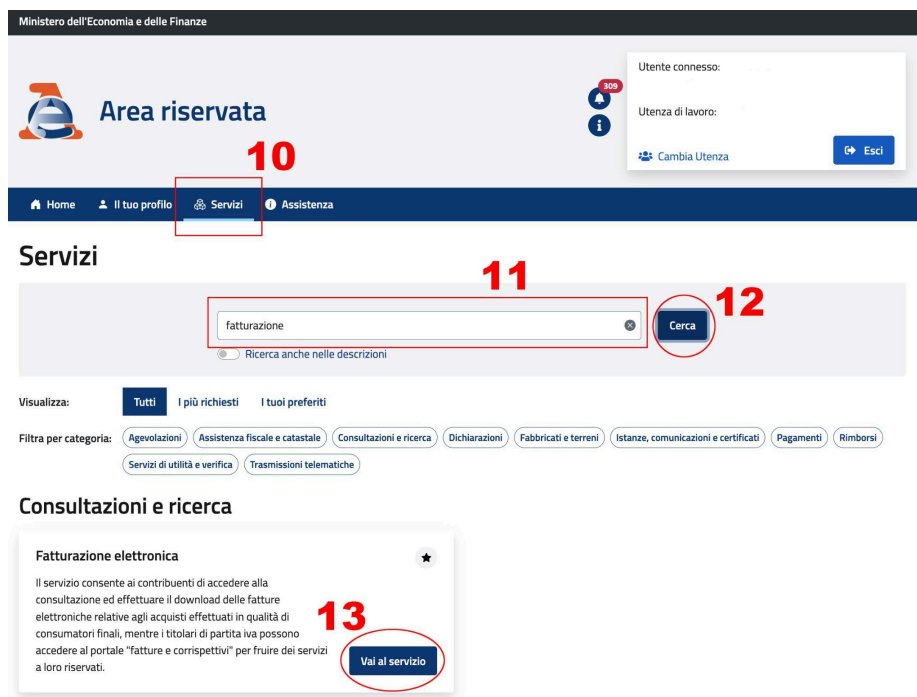 Ministero dell'Economia e delle Finanze
Utente connesso:
309
Area riservata
Utenza di lavoro:
i
10
Cambia Utenza
Esci
Home Il tuo profilo Servizi Assistenza
Servizi
11
12
fatturazione Cerca
Ricerca anche nelle descrizioni
Visualizza: Tutti I più richiesti I tuoi preferiti
Filtra per categoria: Agevolazioni Assistenza fiscale e catastale Consultazioni e ricerca Dichiarazioni Fabbricati e terreni Istanze, comunicazioni e certificati Pagamenti Rimborsi
Servizi di utilità e verifica Trasmissioni telematiche
Consultazioni e ricerca
Fatturazione elettronica
Il servizio consente ai contribuenti di accedere alla
consultazione ed effettuare il download delle fatture
elettroniche relative agli acquisti effettuati in qualità di
consumatori finali, mentre i titolari di partita iva possono
accedere al portale "fatture e corrispettivi" per fruire dei servizi
a loro riservati.
13
Vai al servizio